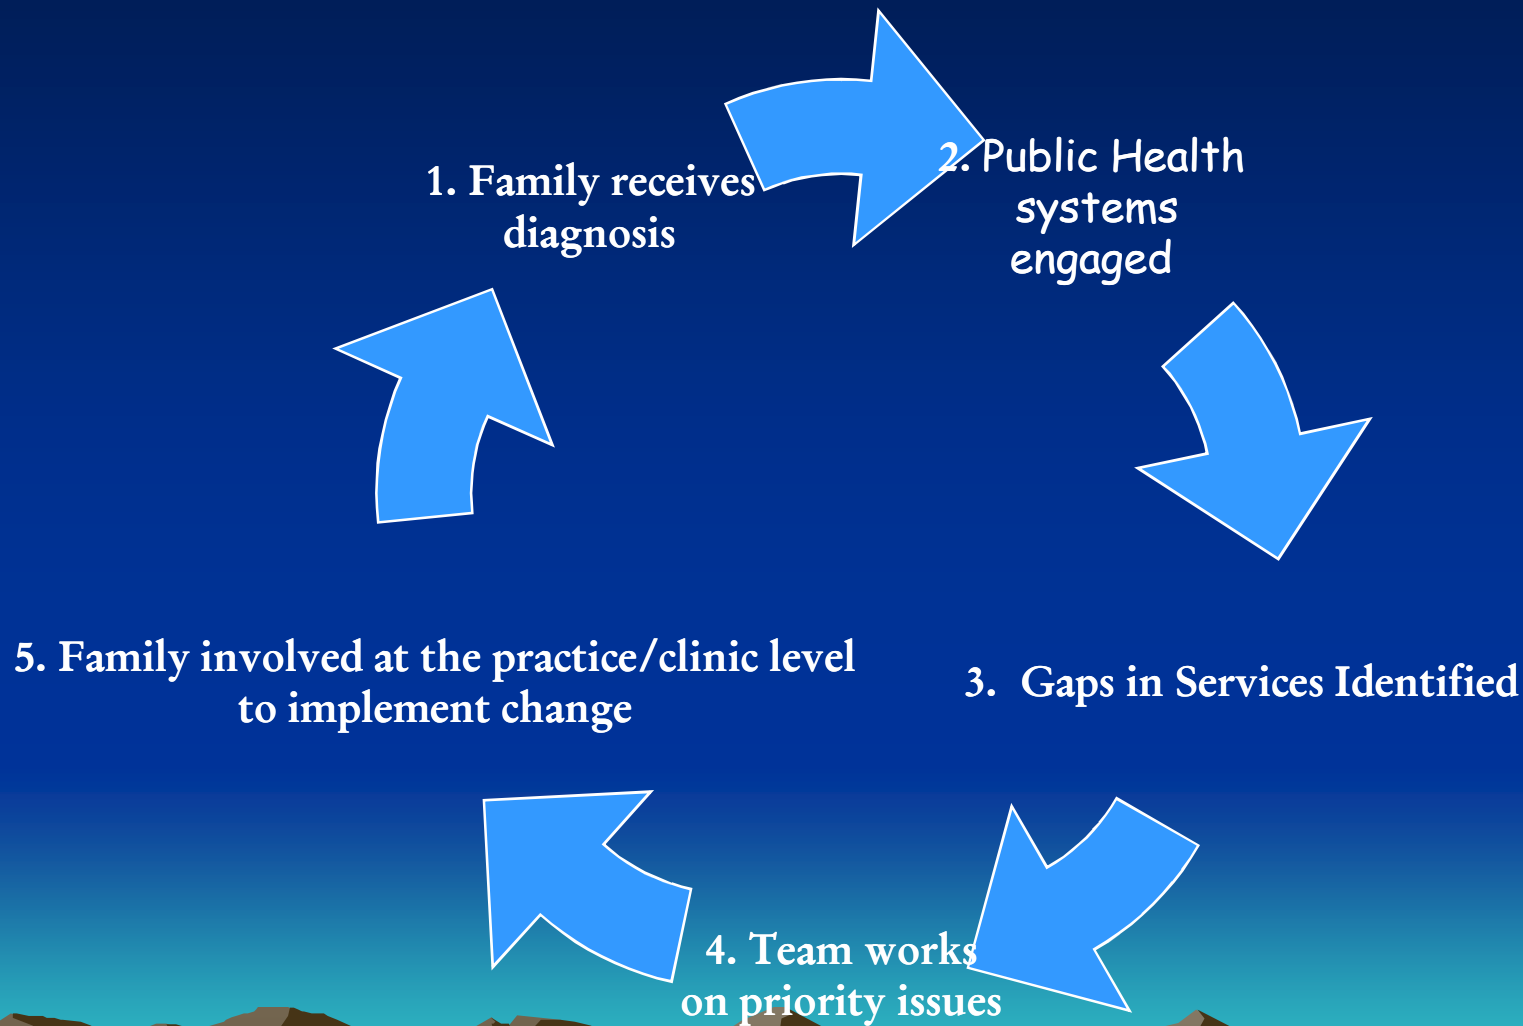 1. Family receives
diagnosis
2. Public Health
systems
engaged
3.  Gaps in Services Identified
4. Team works
on priority issues
5. Family involved at the practice/clinic level
to implement change